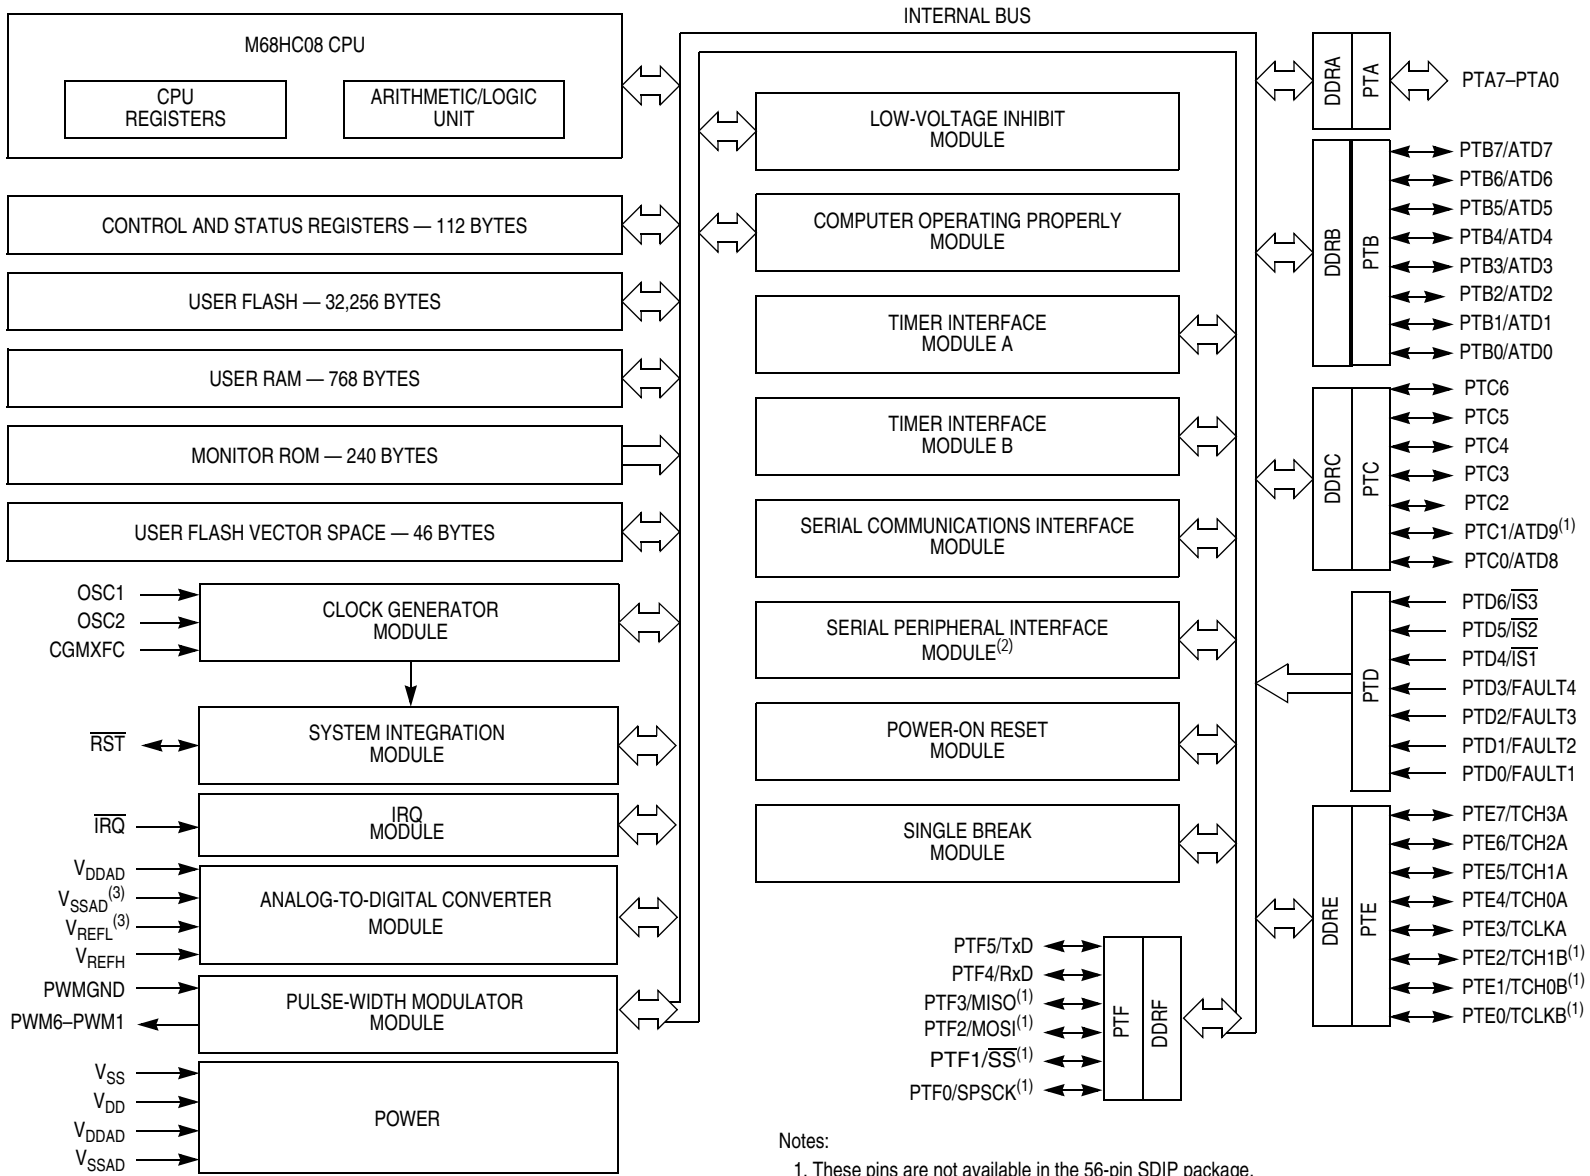 INTERNAL BUS
M68HC08 CPU
CPU
REGISTERS
ARITHMETIC/LOGIC
UNIT
CONTROL AND STATUS REGISTERS — 112 BYTES
USER FLASH — 32,256 BYTES
USER RAM — 768 BYTES
MONITOR ROM — 240 BYTES
USER FLASH VECTOR SPACE — 46 BYTES
OSC1
OSC2
CGMXFC
CLOCK GENERATOR
MODULE
RST
SYSTEM INTEGRATION
MODULE
IRQ
IRQ
MODULE
VDDAD
VSSAD(3)
VREFL(3)
VREFH
ANALOG-TO-DIGITAL CONVERTER
MODULE
PWMGND
PWM6–PWM1
PULSE-WIDTH MODULATOR
MODULE
VSS
VDD
VDDAD
VSSAD
POWER
LOW-VOLTAGE INHIBIT
MODULE
COMPUTER OPERATING PROPERLY
MODULE
TIMER INTERFACE
MODULE A
TIMER INTERFACE
MODULE B
SERIAL COMMUNICATIONS INTERFACE
MODULE
SERIAL PERIPHERAL INTERFACE
MODULE(2)
POWER-ON RESET
MODULE
SINGLE BREAK
MODULE
PTF5/TxD
PTF4/RxD
PTF3/MISO(1)
PTF2/MOSI(1)
PTF1/SS(1)
PTF0/SPSCK(1)
PTF
DDRF
DDRA
PTA
PTA7–PTA0
DDRB
PTB
PTB7/ATD7
PTB6/ATD6
PTB5/ATD5
PTB4/ATD4
PTB3/ATD3
PTB2/ATD2
PTB1/ATD1
PTB0/ATD0
DDRC
PTC
PTC6
PTC5
PTC4
PTC3
PTC2
PTC1/ATD9(1)
PTC0/ATD8
PTD
PTD6/IS3
PTD5/IS2
PTD4/IS1
PTD3/FAULT4
PTD2/FAULT3
PTD1/FAULT2
PTD0/FAULT1
DDRE
PTE
PTE7/TCH3A
PTE6/TCH2A
PTE5/TCH1A
PTE4/TCH0A
PTE3/TCLKA
PTE2/TCH1B(1)
PTE1/TCH0B(1)
PTE0/TCLKB(1)
Notes:
1. These pins are not available in the 56-pin SDIP package.